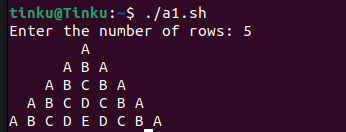 tinku@Tinku:~$ ./a1.sh
Enter the number of rows: 5
A
A B A
A B C B A
A B C D C B A
A B C D E D C B A